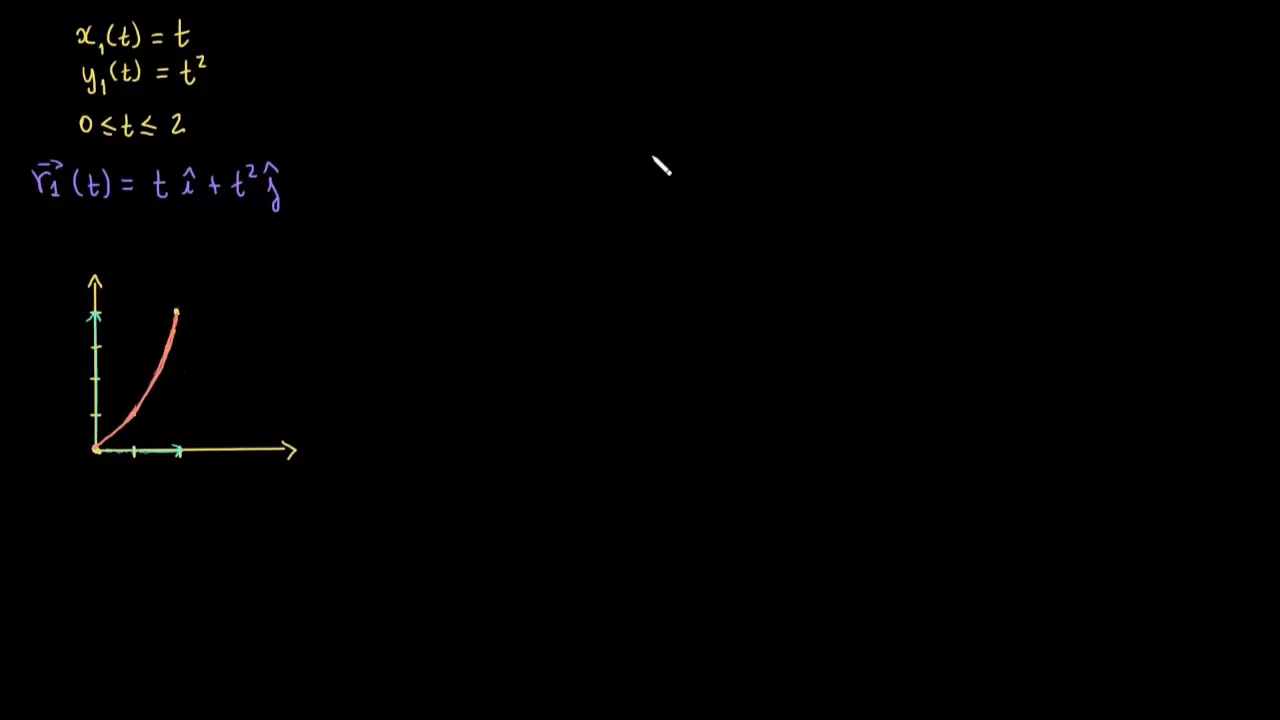 x₁(t) = t
y₁(t) = t²
0 ≤ t ≤ 2
r⃗₁(t) = t î + t² ĵ